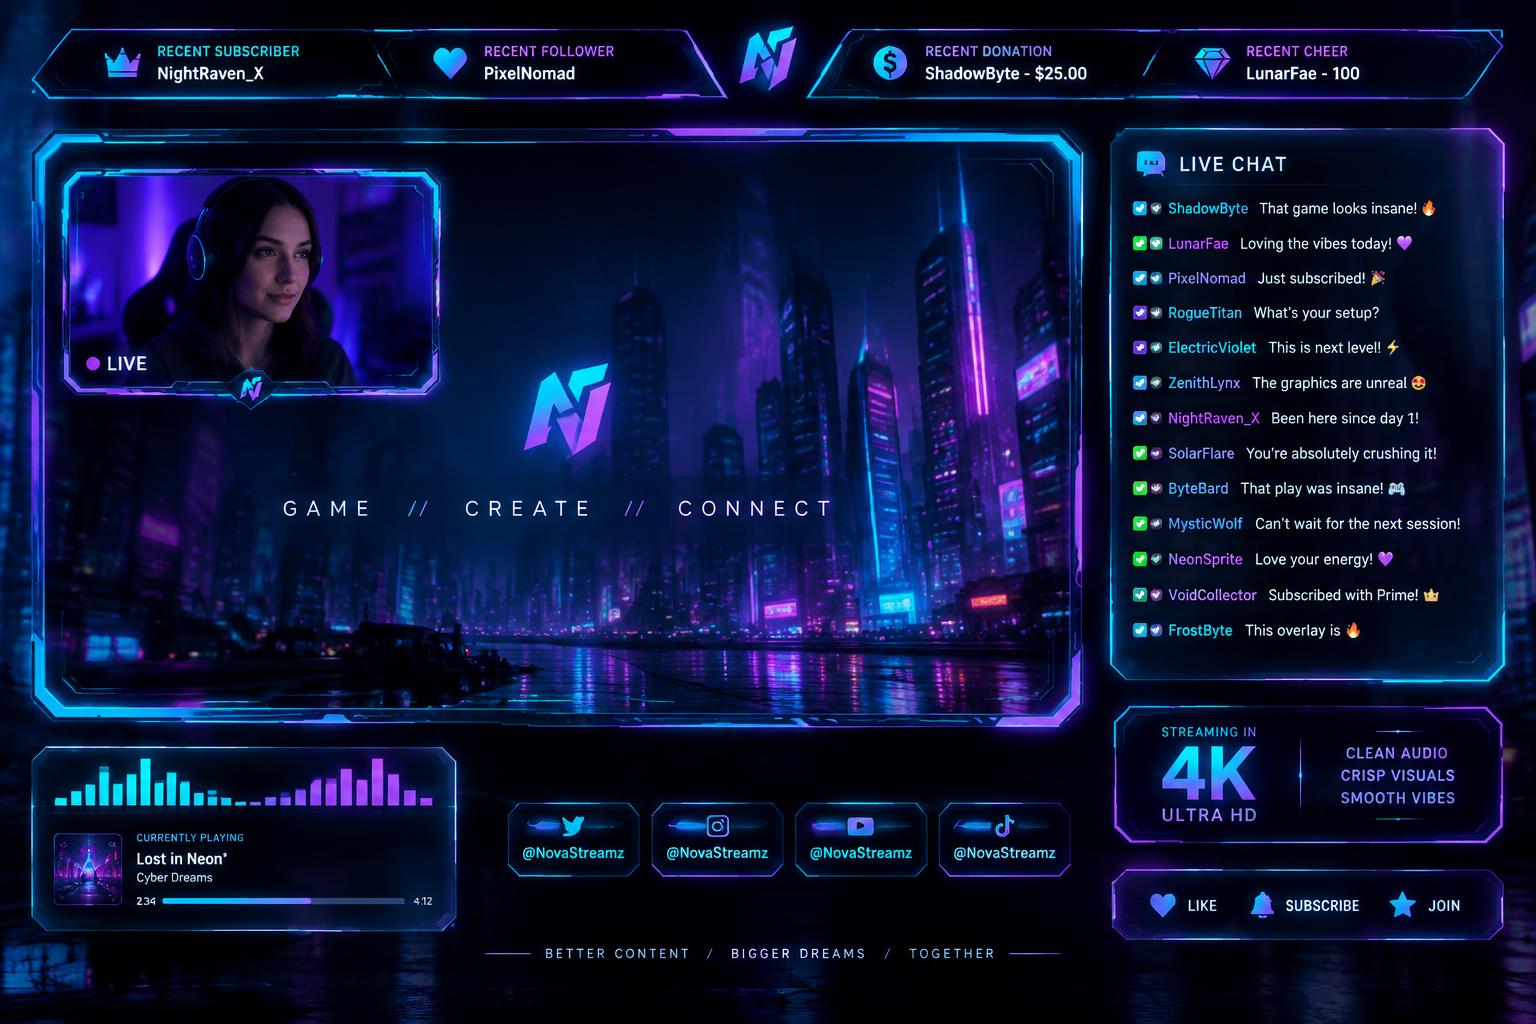 RECENT SUBSCRIBER
NightRaven_X
RECENT FOLLOWER
PixelNomad
RECENT DONATION
ShadowByte - $25.00
RECENT CHEER
LunarFae - 100
LIVE
GAME // CREATE // CONNECT
LIVE CHAT
ShadowByte That game looks insane! 🔥
LunarFae Loving the vibes today! 💜
PixelNomad Just subscribed! 🎉
RogueTitan What's your setup?
ElectricViolet This is next level! ⚡
ZenithLynx The graphics are unreal 🤩
NightRaven_X Been here since day 1!
SolarFlare You're absolutely crushing it!
ByteBard That play was insane! 🎮
MysticWolf Can't wait for the next session!
NeonSprite Love your energy! 💜
VoidCollector Subscribed with Prime! 👑
FrostByte This overlay is 🔥
STREAMING IN
4K
ULTRA HD
CLEAN AUDIO
CRISP VISUALS
SMOOTH VIBES
CURRENTLY PLAYING
Lost in Neon
Cyber Dreams
2:34 4:12
@NovaStreamz
@NovaStreamz
@NovaStreamz
@NovaStreamz
LIKE
SUBSCRIBE
JOIN
BETTER CONTENT / BIGGER DREAMS / TOGETHER